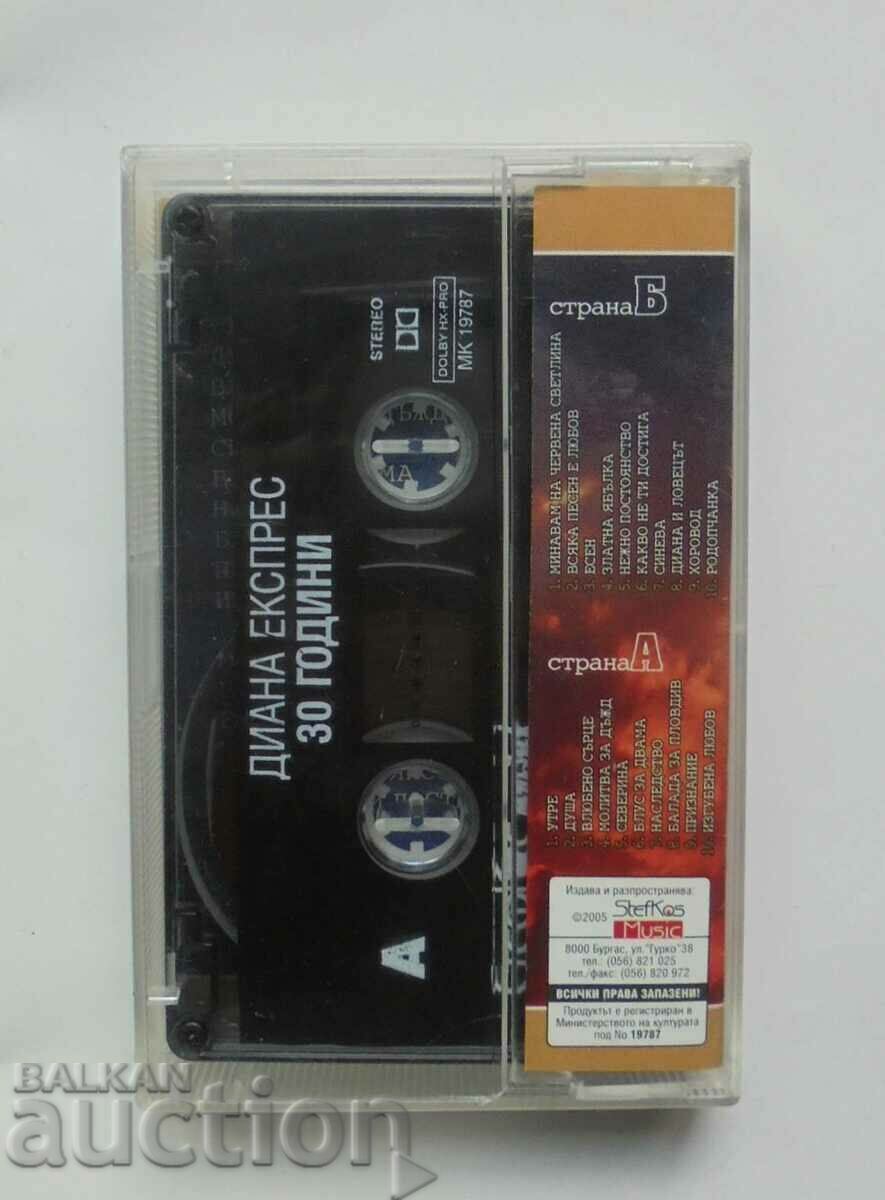 ДИАНА ЕКСПРЕС
30 ГОДИНИ
A
STEREO
DOLBY HX-PRO
МК 19787
страна А
1. УТРЕ
2. ДУША
3. ВЛЮБЕНО СЪРЦЕ
4. МОЛИТВА ЗА ДЪЖД
5. СЕВЕРИНА
6. БЛУС ЗА ДВАМА
7. НАСЛЕДСТВО
8. БАЛАДА ЗА ПЛОВДИВ
9. ПРИЗНАНИЕ
10. ИЗГУБЕНА ЛЮБОВ
страна Б
1. МИНАВАМ НА ЧЕРВЕНА СВЕТЛИНА
2. ВСЯКА ПЕСЕН Е ЛЮБОВ
3. ЕСЕН
4. ЗЛАТНА ЯБЪЛКА
5. НЕЖНО ПОСТОЯНСТВО
6. КАКВО НЕ ТИ ДОСТИГА
7. СИНЕВА
8. ДИАНА И ЛОВЕЦЪТ
9. ХОРОВОД
10. РОДОПЧАНКА
Издава и разпространява:
©2005 StefKos Music
8000 Бургас, ул."Гурко"38
тел.: (056) 821 025
тел./факс: (056) 820 972
ВСИЧКИ ПРАВА ЗАПАЗЕНИ!
Продуктът е регистриран в
Министерството на културата
под No 19787
BALKAN
auction